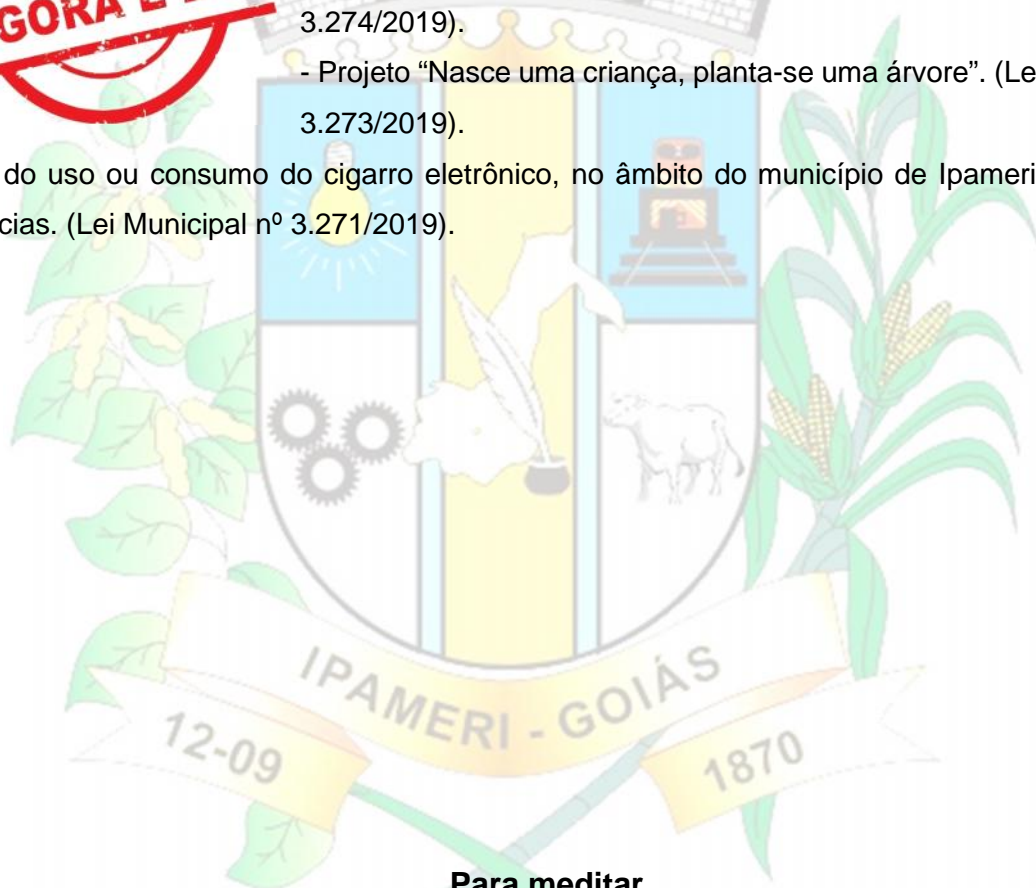 GORA É L
3.274/2019).
- Projeto “Nasce uma criança, planta-se uma árvore”. (Le
3.273/2019).
do uso ou consumo do cigarro eletrônico, no âmbito do município de Ipameri
cias. (Lei Municipal nº 3.271/2019).
IPAMERI - GOIÁS
12-09
1870
Para meditar